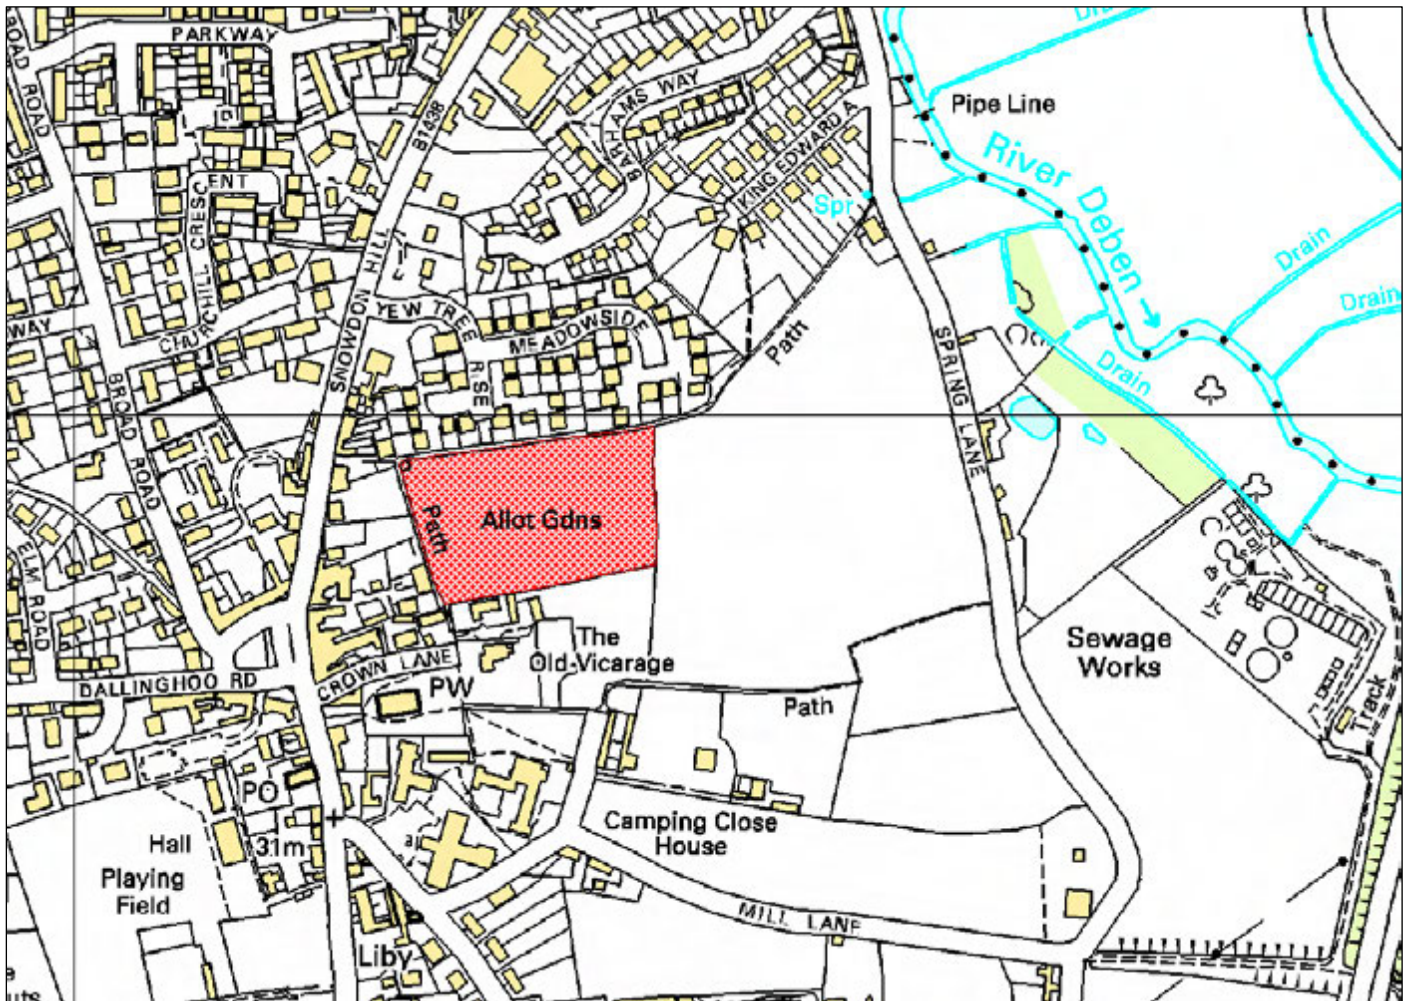 PARKWAY
ROAD
ROAD
B1438
BARHAMS WAY
KING EDWARD A
Pipe Line
River Deben
Drain
Drain
Drain
Spr
CRESCENT
CHURCHILL
SNOWDON HILL
YEW TREE
RISE
MEADOWSIDE
Path
SPRING LANE
WAY
BROAD ROAD
ELM ROAD
Path
Allot Gdns
The
Old Vicarage
Sewage
Works
DALLINGHOO RD
CROWN LANE
PW
Path
Track
PO
Hall
31m
Playing
Field
Camping Close
House
MILL LANE
Liby